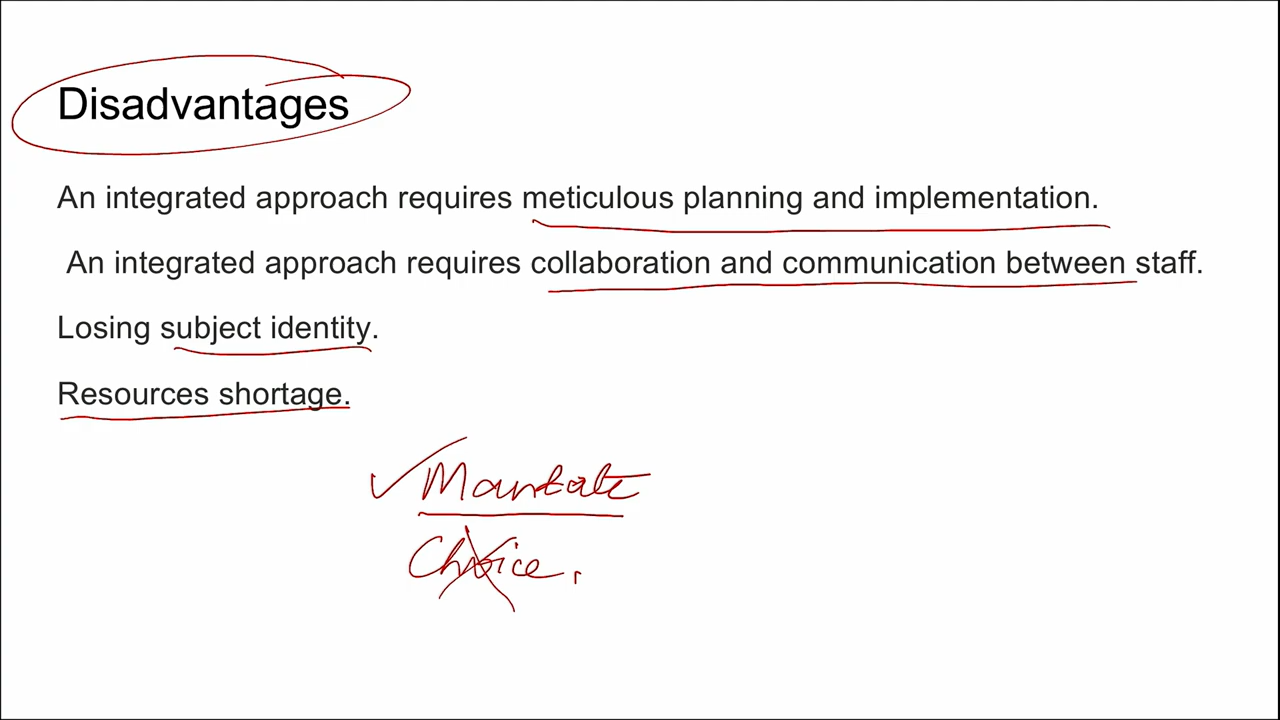 Disadvantages
An integrated approach requires meticulous planning and implementation.
An integrated approach requires collaboration and communication between staff.
Losing subject identity.
Resources shortage.
Mandate
Choice.